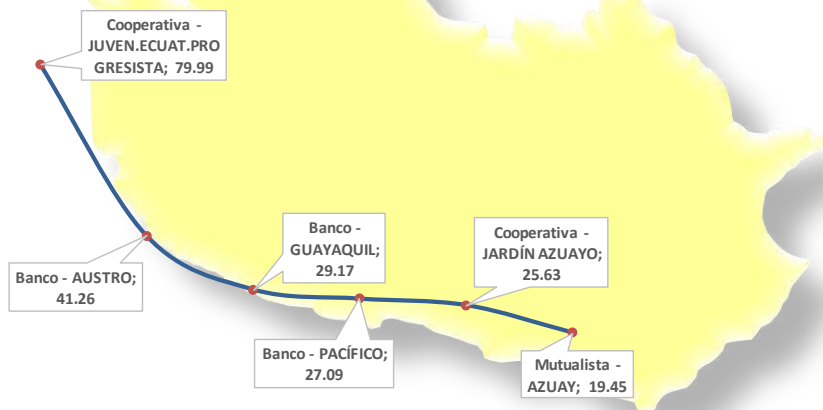 Cooperativa -
JUVEN.ECUAT.PRO
GRESISTA; 79.99
Banco - AUSTRO;
41.26
Banco -
GUAYAQUIL;
29.17
Banco - PACÍFICO;
27.09
Cooperativa -
JARDÍN AZUAYO;
25.63
Mutualista -
AZUAY; 19.45